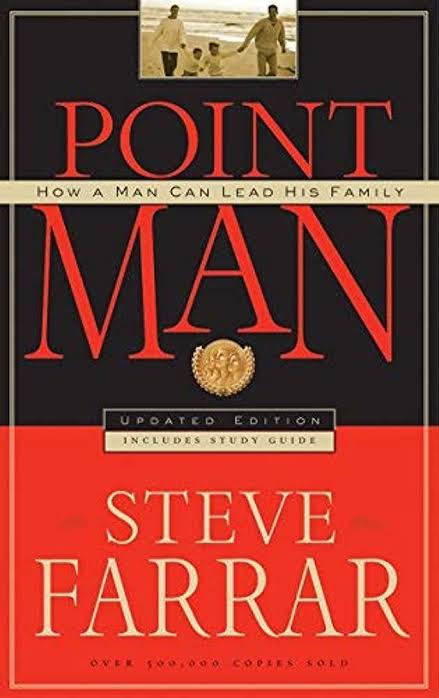 POINT
HOW A MAN CAN LEAD HIS FAMILY
MAN
UPDATED EDITION
INCLUDES STUDY GUIDE
STEVE
FARRAR
OVER 500,000 COPIES SOLD